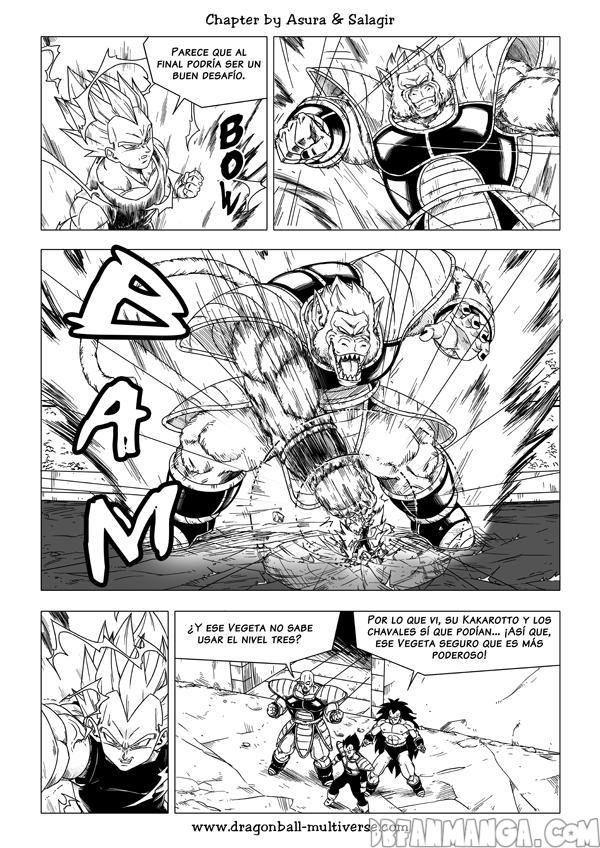 Chapter by Asura & Salagir
PARECE QUE AL
FINAL PODRÍA SER UN
BUEN DESAFÍO.
BOW
BAM
¿Y ESE VEGETA NO SABE
USAR EL NIVEL TRES?
POR LO QUE VI, SU KAKAROTTO Y LOS
CHAVALES SÍ QUE PODÍAN... ¡ASÍ QUE,
ESE VEGETA SEGURO QUE ES MÁS
PODEROSO!
www.dragonball-multiverse.com
DBFANMANGA.COM